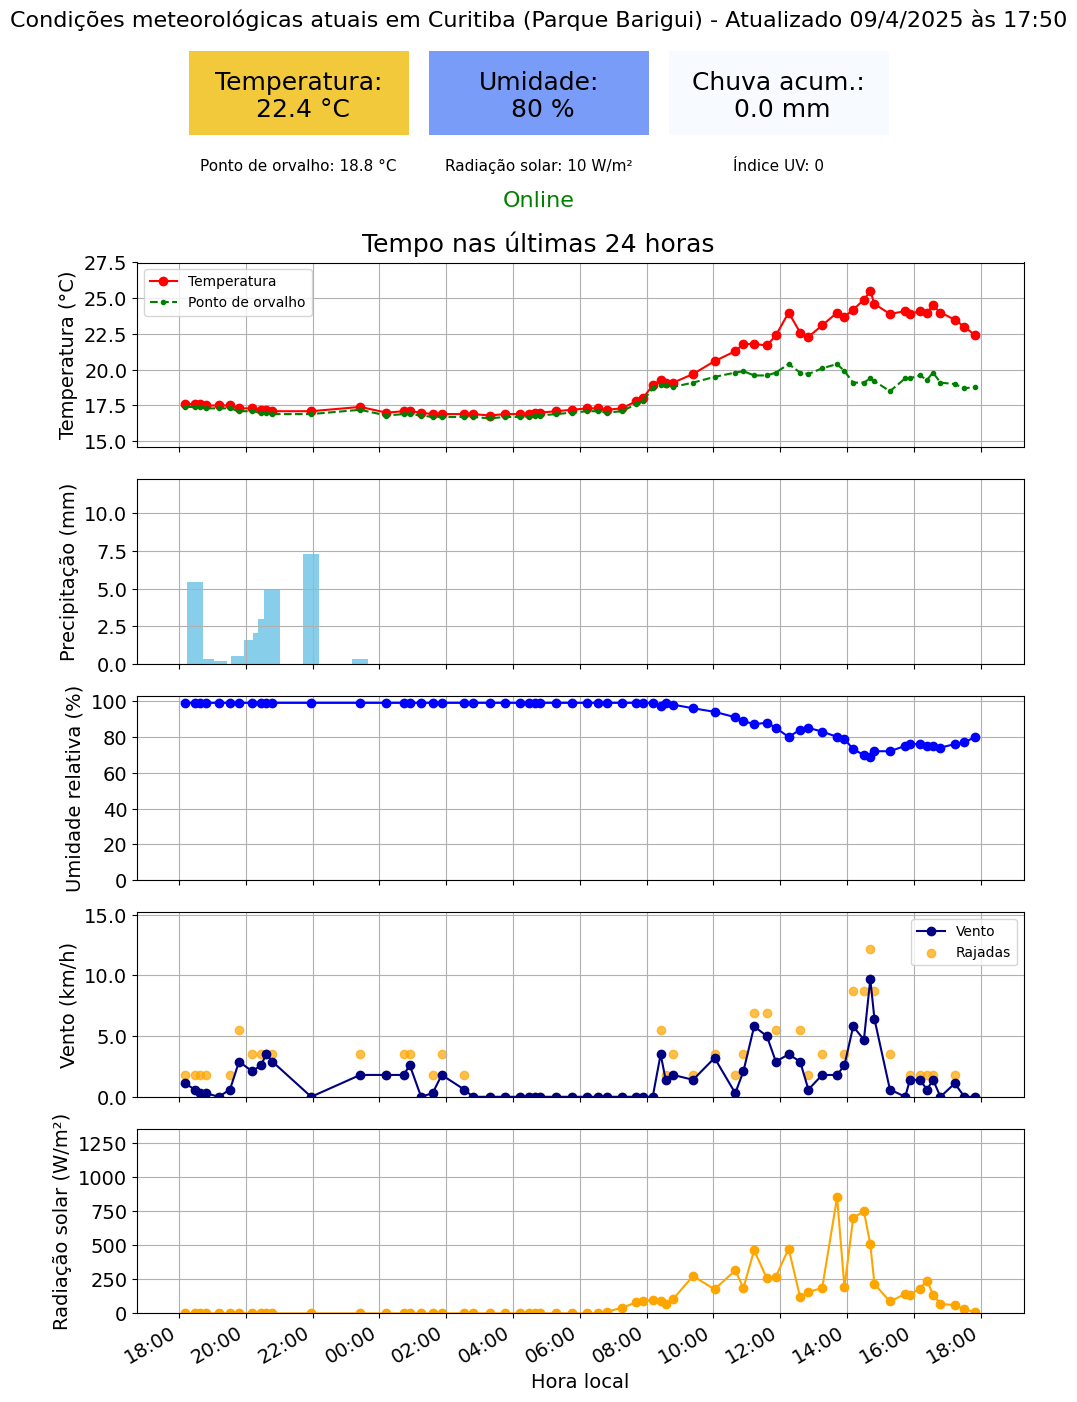 Condições meteorológicas atuais em Curitiba (Parque Barigui) - Atualizado 09/4/2025 às 17:50
Temperatura:
22.4 °C
Umidade:
80 %
Chuva acum.:
0.0 mm
Ponto de orvalho: 18.8 °C
Radiação solar: 10 W/m²
Índice UV: 0
Online
Tempo nas últimas 24 horas
Temperatura (°C)
27.5
25.0
22.5
20.0
17.5
15.0
Temperatura
Ponto de orvalho
Precipitação (mm)
10.0
7.5
5.0
2.5
0.0
Umidade relativa (%)
100
80
60
40
20
0
Vento (km/h)
15.0
10.0
5.0
0.0
Vento
Rajadas
Radiação solar (W/m²)
1250
1000
750
500
250
0
18:00
20:00
22:00
00:00
02:00
04:00
06:00
08:00
10:00
12:00
14:00
16:00
18:00
Hora local